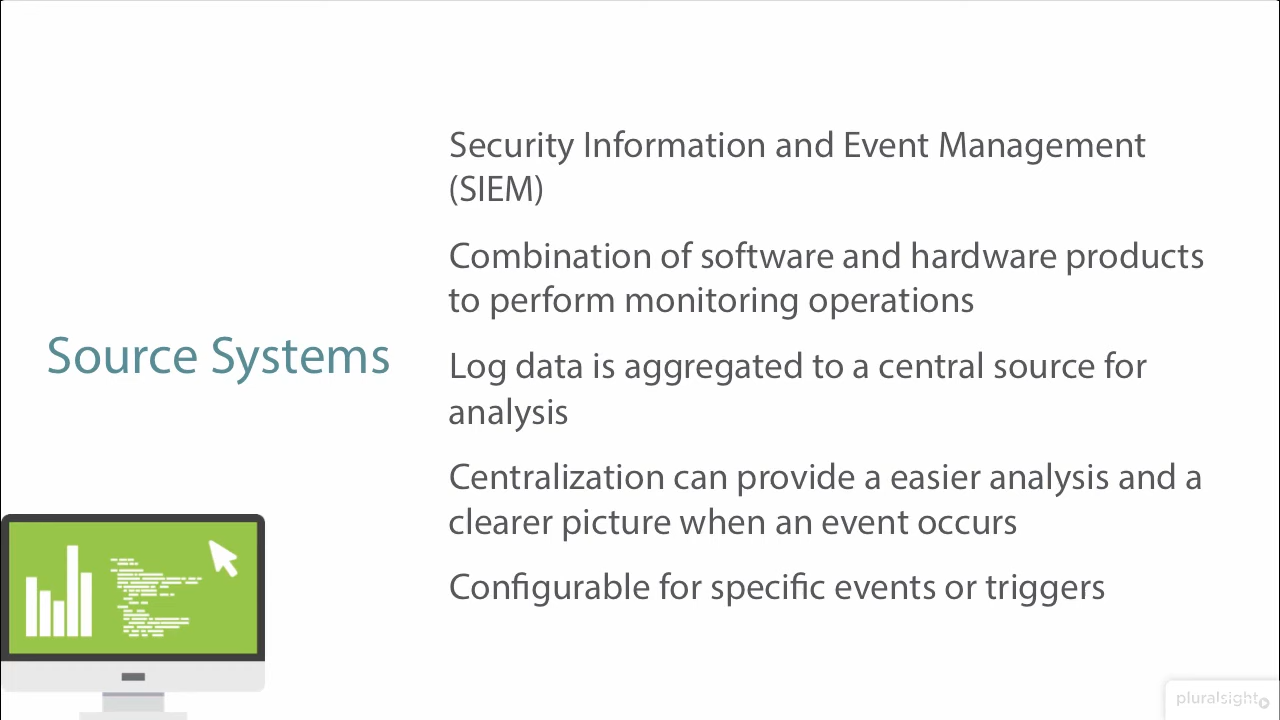 Source Systems
Security Information and Event Management
(SIEM)
Combination of software and hardware products
to perform monitoring operations
Log data is aggregated to a central source for
analysis
Centralization can provide a easier analysis and a
clearer picture when an event occurs
Configurable for specific events or triggers
pluralsight